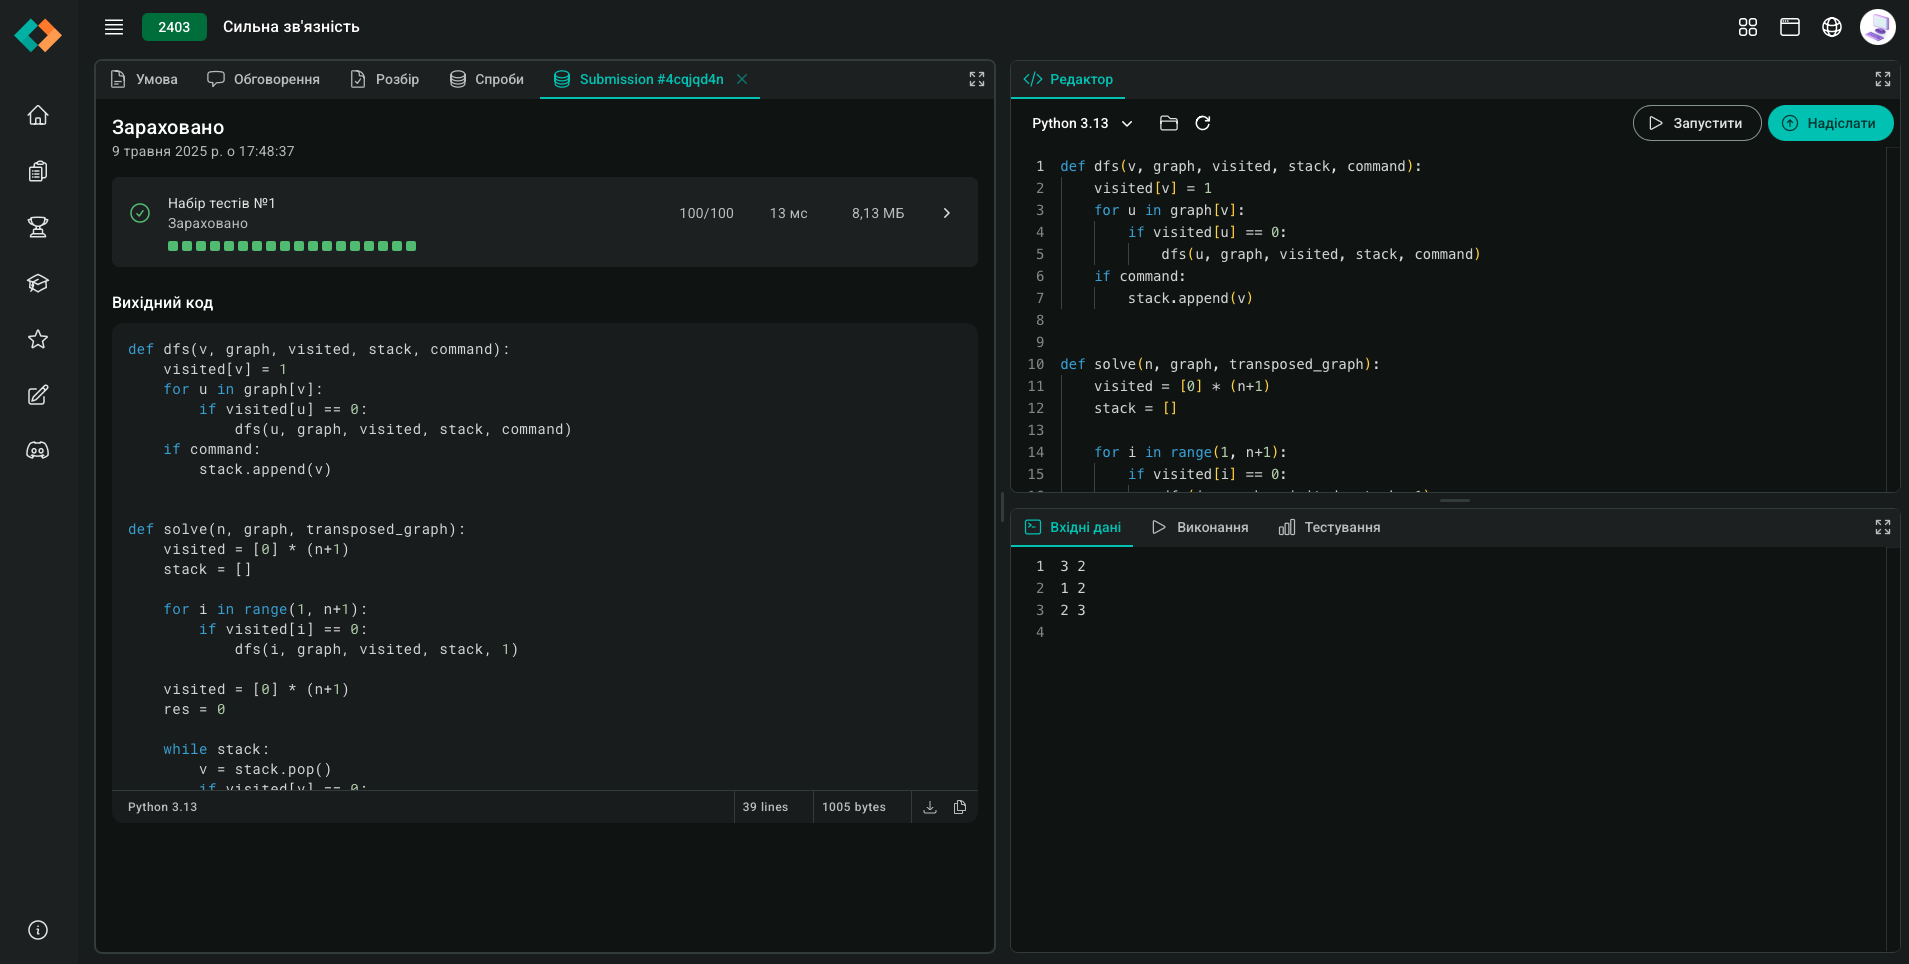 2403 Сильна зв'язність
Умова Обговорення Розбір Спроби Submission #4cqjqd4n
Зараховано
9 травня 2025 р. о 17:48:37
Набір тестів №1
Зараховано
100/100 13 мс 8,13 МБ
Вихідний код
def dfs(v, graph, visited, stack, command):
    visited[v] = 1
    for u in graph[v]:
        if visited[u] == 0:
            dfs(u, graph, visited, stack, command)
    if command:
        stack.append(v)
def solve(n, graph, transposed_graph):
    visited = [0] * (n+1)
    stack = []
    for i in range(1, n+1):
        if visited[i] == 0:
            dfs(i, graph, visited, stack, 1)
    visited = [0] * (n+1)
    res = 0
    while stack:
        v = stack.pop()
        if visited[v] == 0:
Python 3.13 39 lines 1005 bytes
Редактор
Python 3.13 Запустити Надіслати
1 def dfs(v, graph, visited, stack, command):
2     visited[v] = 1
3     for u in graph[v]:
4         if visited[u] == 0:
5             dfs(u, graph, visited, stack, command)
6     if command:
7         stack.append(v)
8
9
10 def solve(n, graph, transposed_graph):
11     visited = [0] * (n+1)
12     stack = []
13
14     for i in range(1, n+1):
15         if visited[i] == 0:
Вхідні дані Виконання Тестування
1 3 2
2 1 2
3 2 3
4